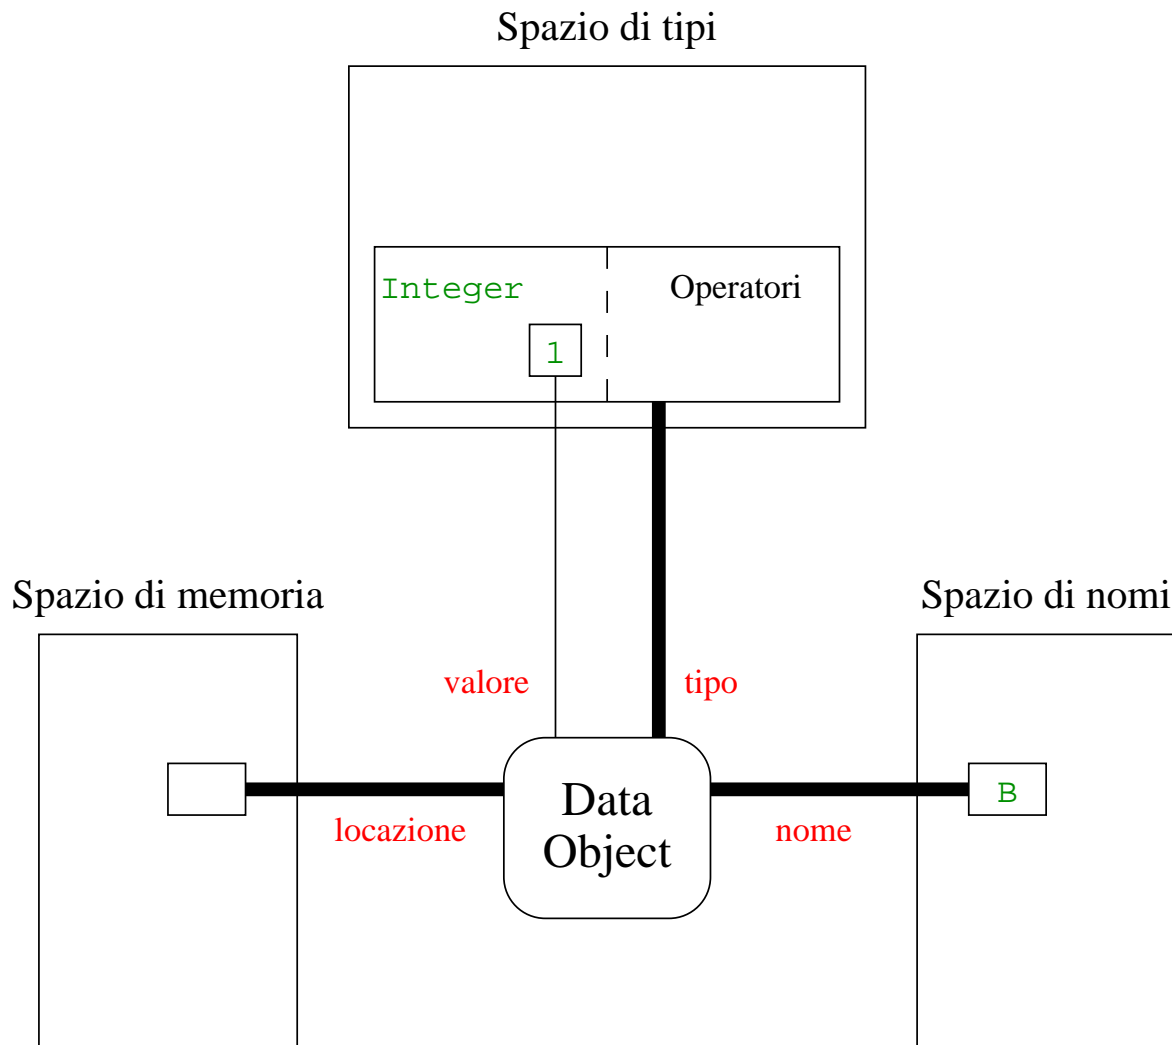 Spazio di tipi
Integer
Operatori
1
Spazio di memoria
Spazio di nomi
valore
tipo
Data
Object
B
locazione
nome